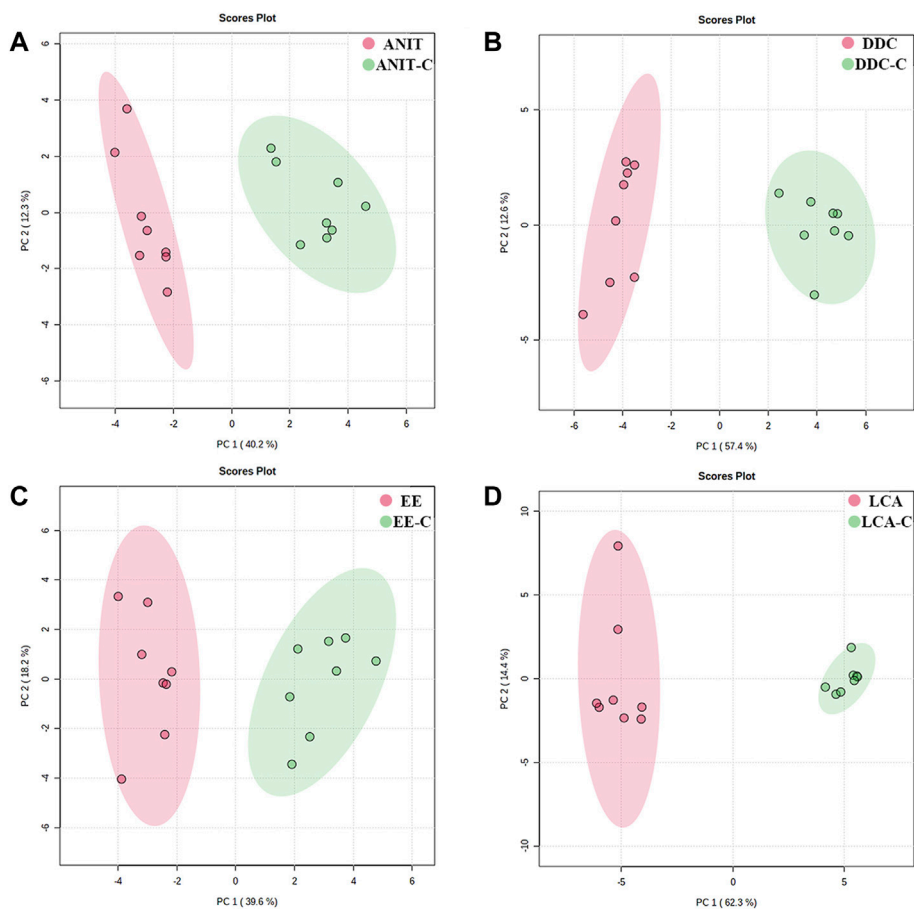 Scores Plot
A
ANIT
ANIT-C
6
4
2
0
-2
-4
-6
PC 2 ( 12.3 %)
-4
-2
0
2
4
6
PC 1 ( 40.2 %)
Scores Plot
B
DDC
DDC-C
5
0
-5
PC 2 ( 12.6 %)
-6
-4
-2
0
2
4
6
PC 1 ( 57.4 %)
Scores Plot
C
EE
EE-C
6
4
2
0
-2
-4
-6
PC 2 ( 18.2 %)
-4
-2
0
2
4
6
PC 1 ( 39.6 %)
Scores Plot
D
LCA
LCA-C
10
5
0
-5
-10
PC 2 ( 14.4 %)
-5
0
5
PC 1 ( 62.3 %)